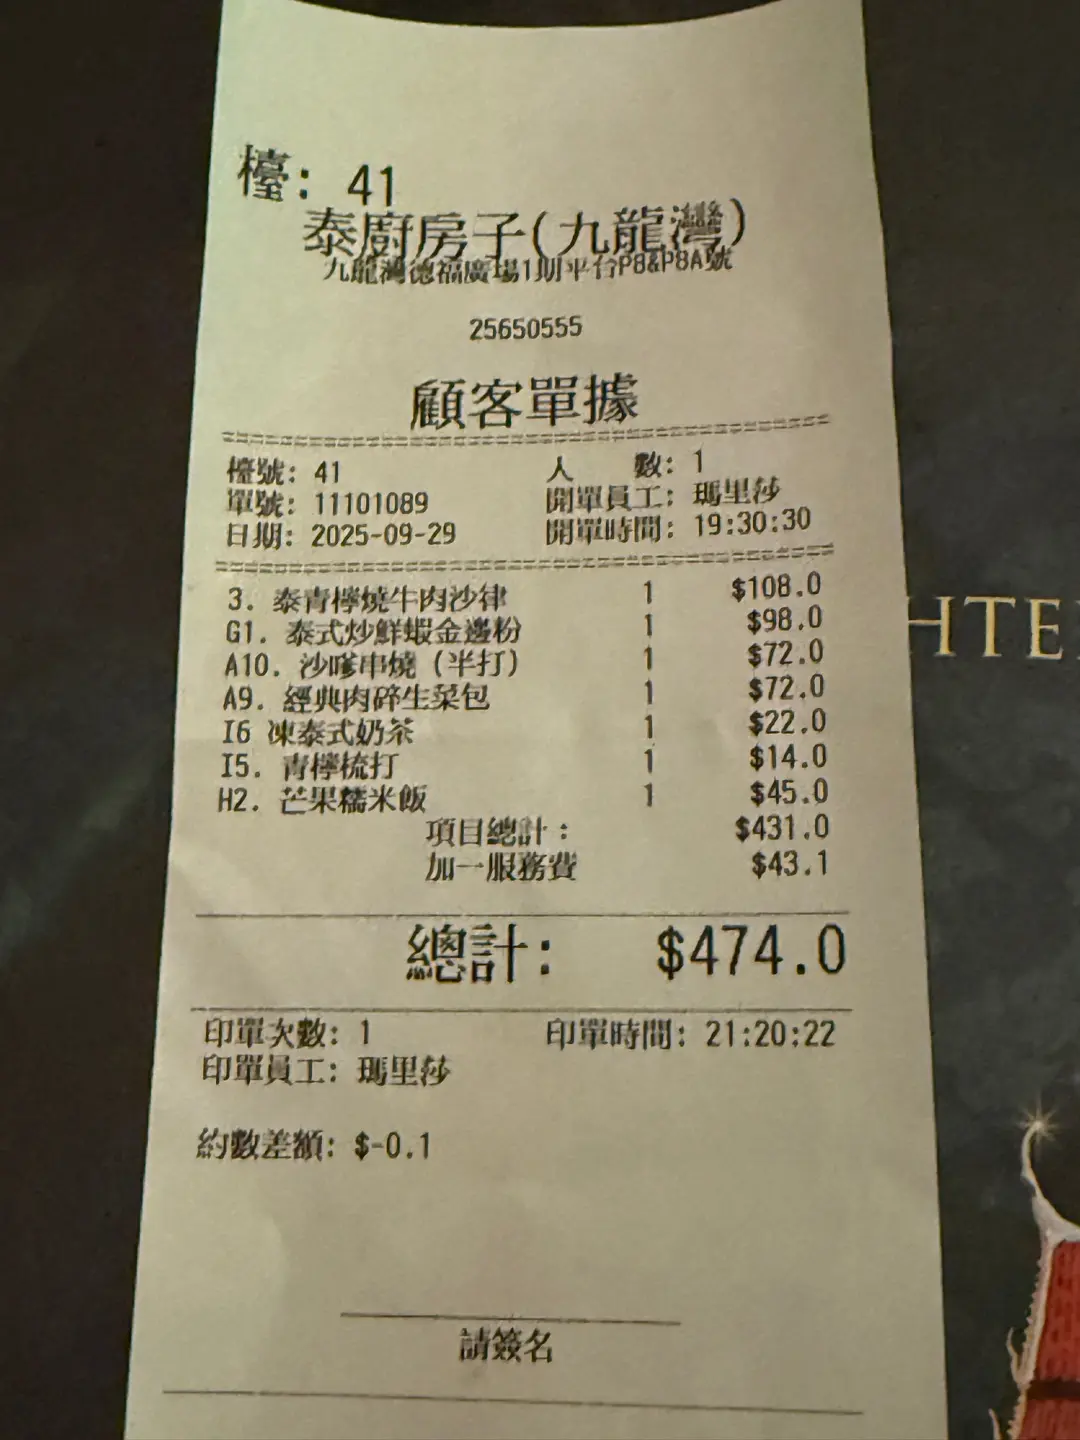 檯: 41
泰廚房子(九龍灣)
九龍灣德福廣場1期平台P8&P8A號
25650555
顧客單據
檯號: 41 人 數: 1
單號: 11101089 開單員工: 瑪里莎
日期: 2025-09-29 開單時間: 19:30:30
3. 泰青檸燒牛肉沙律 1 $108.0
G1. 泰式炒鮮蝦金邊粉 1 $98.0
A10. 沙嗲串燒 (半打) 1 $72.0
A9. 經典肉碎生菜包 1 $72.0
I6 凍泰式奶茶 1 $22.0
I5. 青檸梳打 1 $14.0
H2. 芒果糯米飯 1 $45.0
項目總計: $431.0
加一服務費 $43.1
總計: $474.0
印單次數: 1 印單時間: 21:20:22
印單員工: 瑪里莎
約數差額: $-0.1
請簽名
HTE